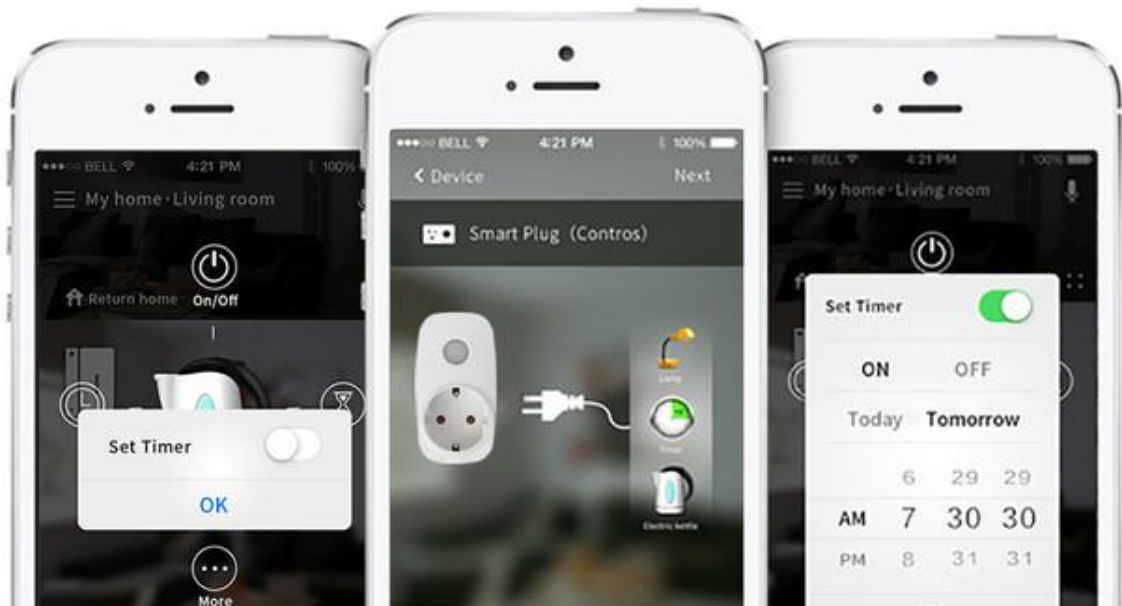 BELL 4:21 PM 100%
My home·Living room
Return home
On/Off
Set Timer
OK
More
BELL 4:21 PM 100%
Device Next
Smart Plug (Contros)
Lamp
Timer
Electric kettle
BELL 4:21 PM 100%
My home·Living room
Set Timer
ON OFF
Today Tomorrow
6 29 29
AM 7 30 30
PM 8 31 31